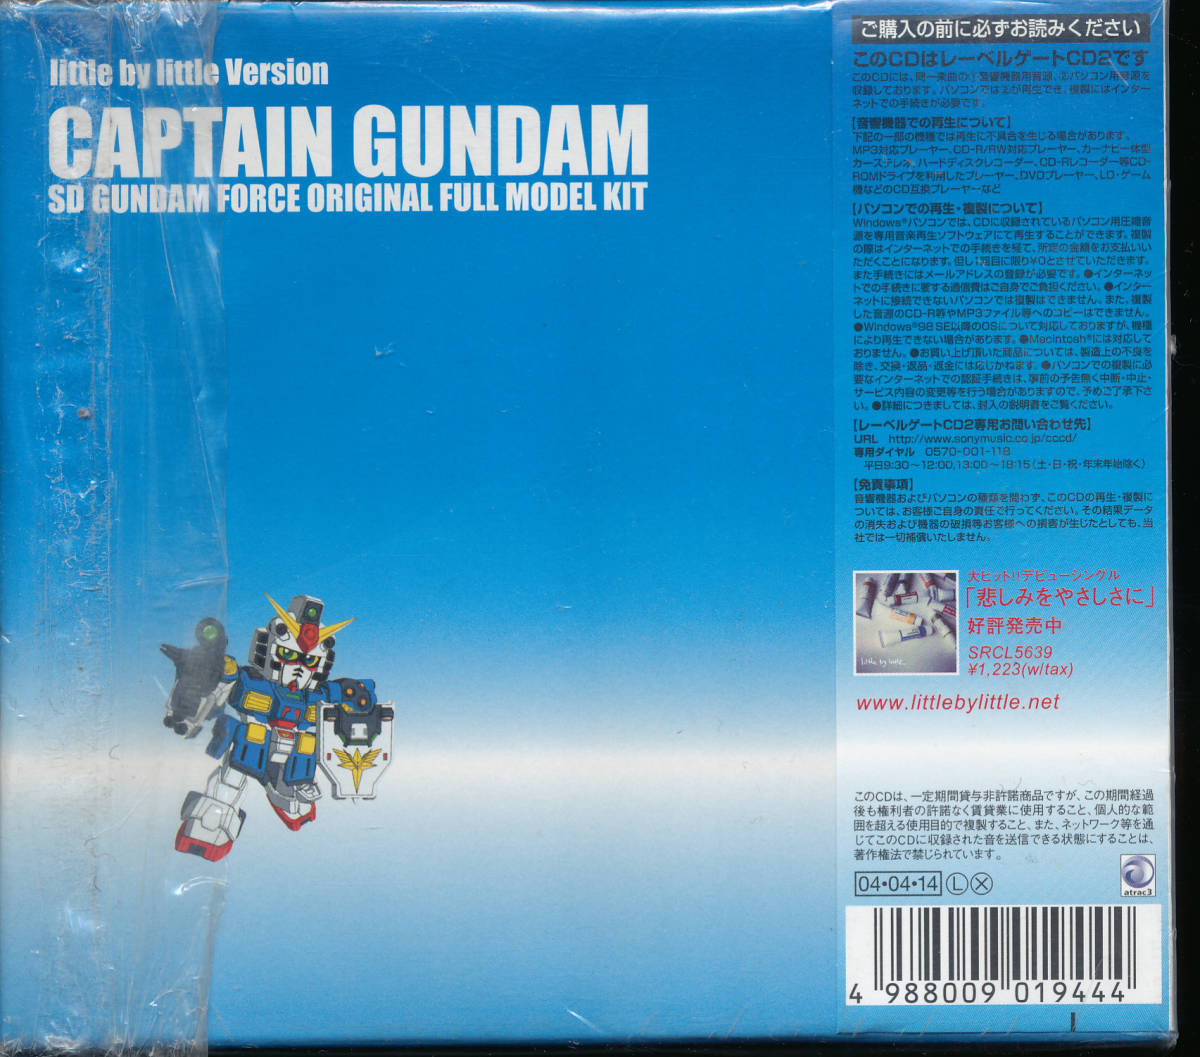 little by little Version
CAPTAIN GUNDAM
SD GUNDAM FORCE ORIGINAL FULL MODEL KIT
ご購入の前に必ずお読みください
このCDはレーベルゲートCD2です
このCDには、同一楽曲の①音響機器用音源、②パソコン用音源を
収録しております。パソコンでは②が再生でき、複製にはインター
ネットでの手続きが必要です。
【音響機器での再生について】
下記の一部の機種では再生に不具合を生じる場合があります。
MP3対応プレーヤー、CD-R/RW対応プレーヤー、カーナビ一体型
カーステレオ、ハードディスクレコーダー、CD-Rレコーダー等CD-
ROMドライブを利用したプレーヤー、DVDプレーヤー、LD・ゲーム
機などのCD互換プレーヤーなど
【パソコンでの再生・複製について】
Windows®パソコンでは、CDに収録されているパソコン用圧縮音
源を専用音楽再生ソフトウェアにて再生することができます。複製
の際はインターネットでの手続きを経て、所定の金額をお支払いい
ただくことになります。但し1回目に限り¥0とさせていただきます。
また手続きにはメールアドレスの登録が必要です。●インターネッ
トでの手続きに要する通信費はご自身でご負担ください。●インター
ネットに接続できないパソコンでは複製はできません。また、複製
した音源のCD-R等やMP3ファイル等へのコピーはできません。
●Windows®98 SE以降のOSについて対応しておりますが、機種
により再生できない場合があります。●Macintosh®には対応して
おりません。●お買い上げ頂いた商品については、製造上の不良を
除き、交換・返品・返金には応じかねます。●パソコンでの複製に必
要なインターネットでの認証手続きは、事前の予告無く中断・中止・
サービス内容の変更等を行う場合がありますので、予めご了承下さ
い。●詳細につきましては、封入の説明書をご覧ください。
【レーベルゲートCD2専用お問い合わせ先】
URL http://www.sonymusic.co.jp/cccd/
専用ダイヤル 0570-001-118
平日9:30〜12:00,13:00〜18:15（土・日・祝・年末年始除く）
【免責事項】
音響機器およびパソコンの種類を問わず、このCDの再生・複製に
ついては、お客様ご自身の責任で行ってください。その結果データ
の消失および機器の破損等お客様への損害が生じたとしても、当
社では一切補償いたしません。
大ヒット!!デビューシングル
「悲しみをやさしさに」
好評発売中
SRCL5639
¥1,223(w/tax)
little by little
www.littlebylittle.net
このCDは、一定期間貸与非許諾商品ですが、この期間経過
後も権利者の許諾なく賃貸業に使用すること、個人的な範
囲を超える使用目的で複製すること、また、ネットワーク等を通
じてこのCDに収録された音を送信できる状態にすることは、
著作権法で禁じられています。
04•04•14 Ⓛ Ⓧ
atrac3
4 988009 019444